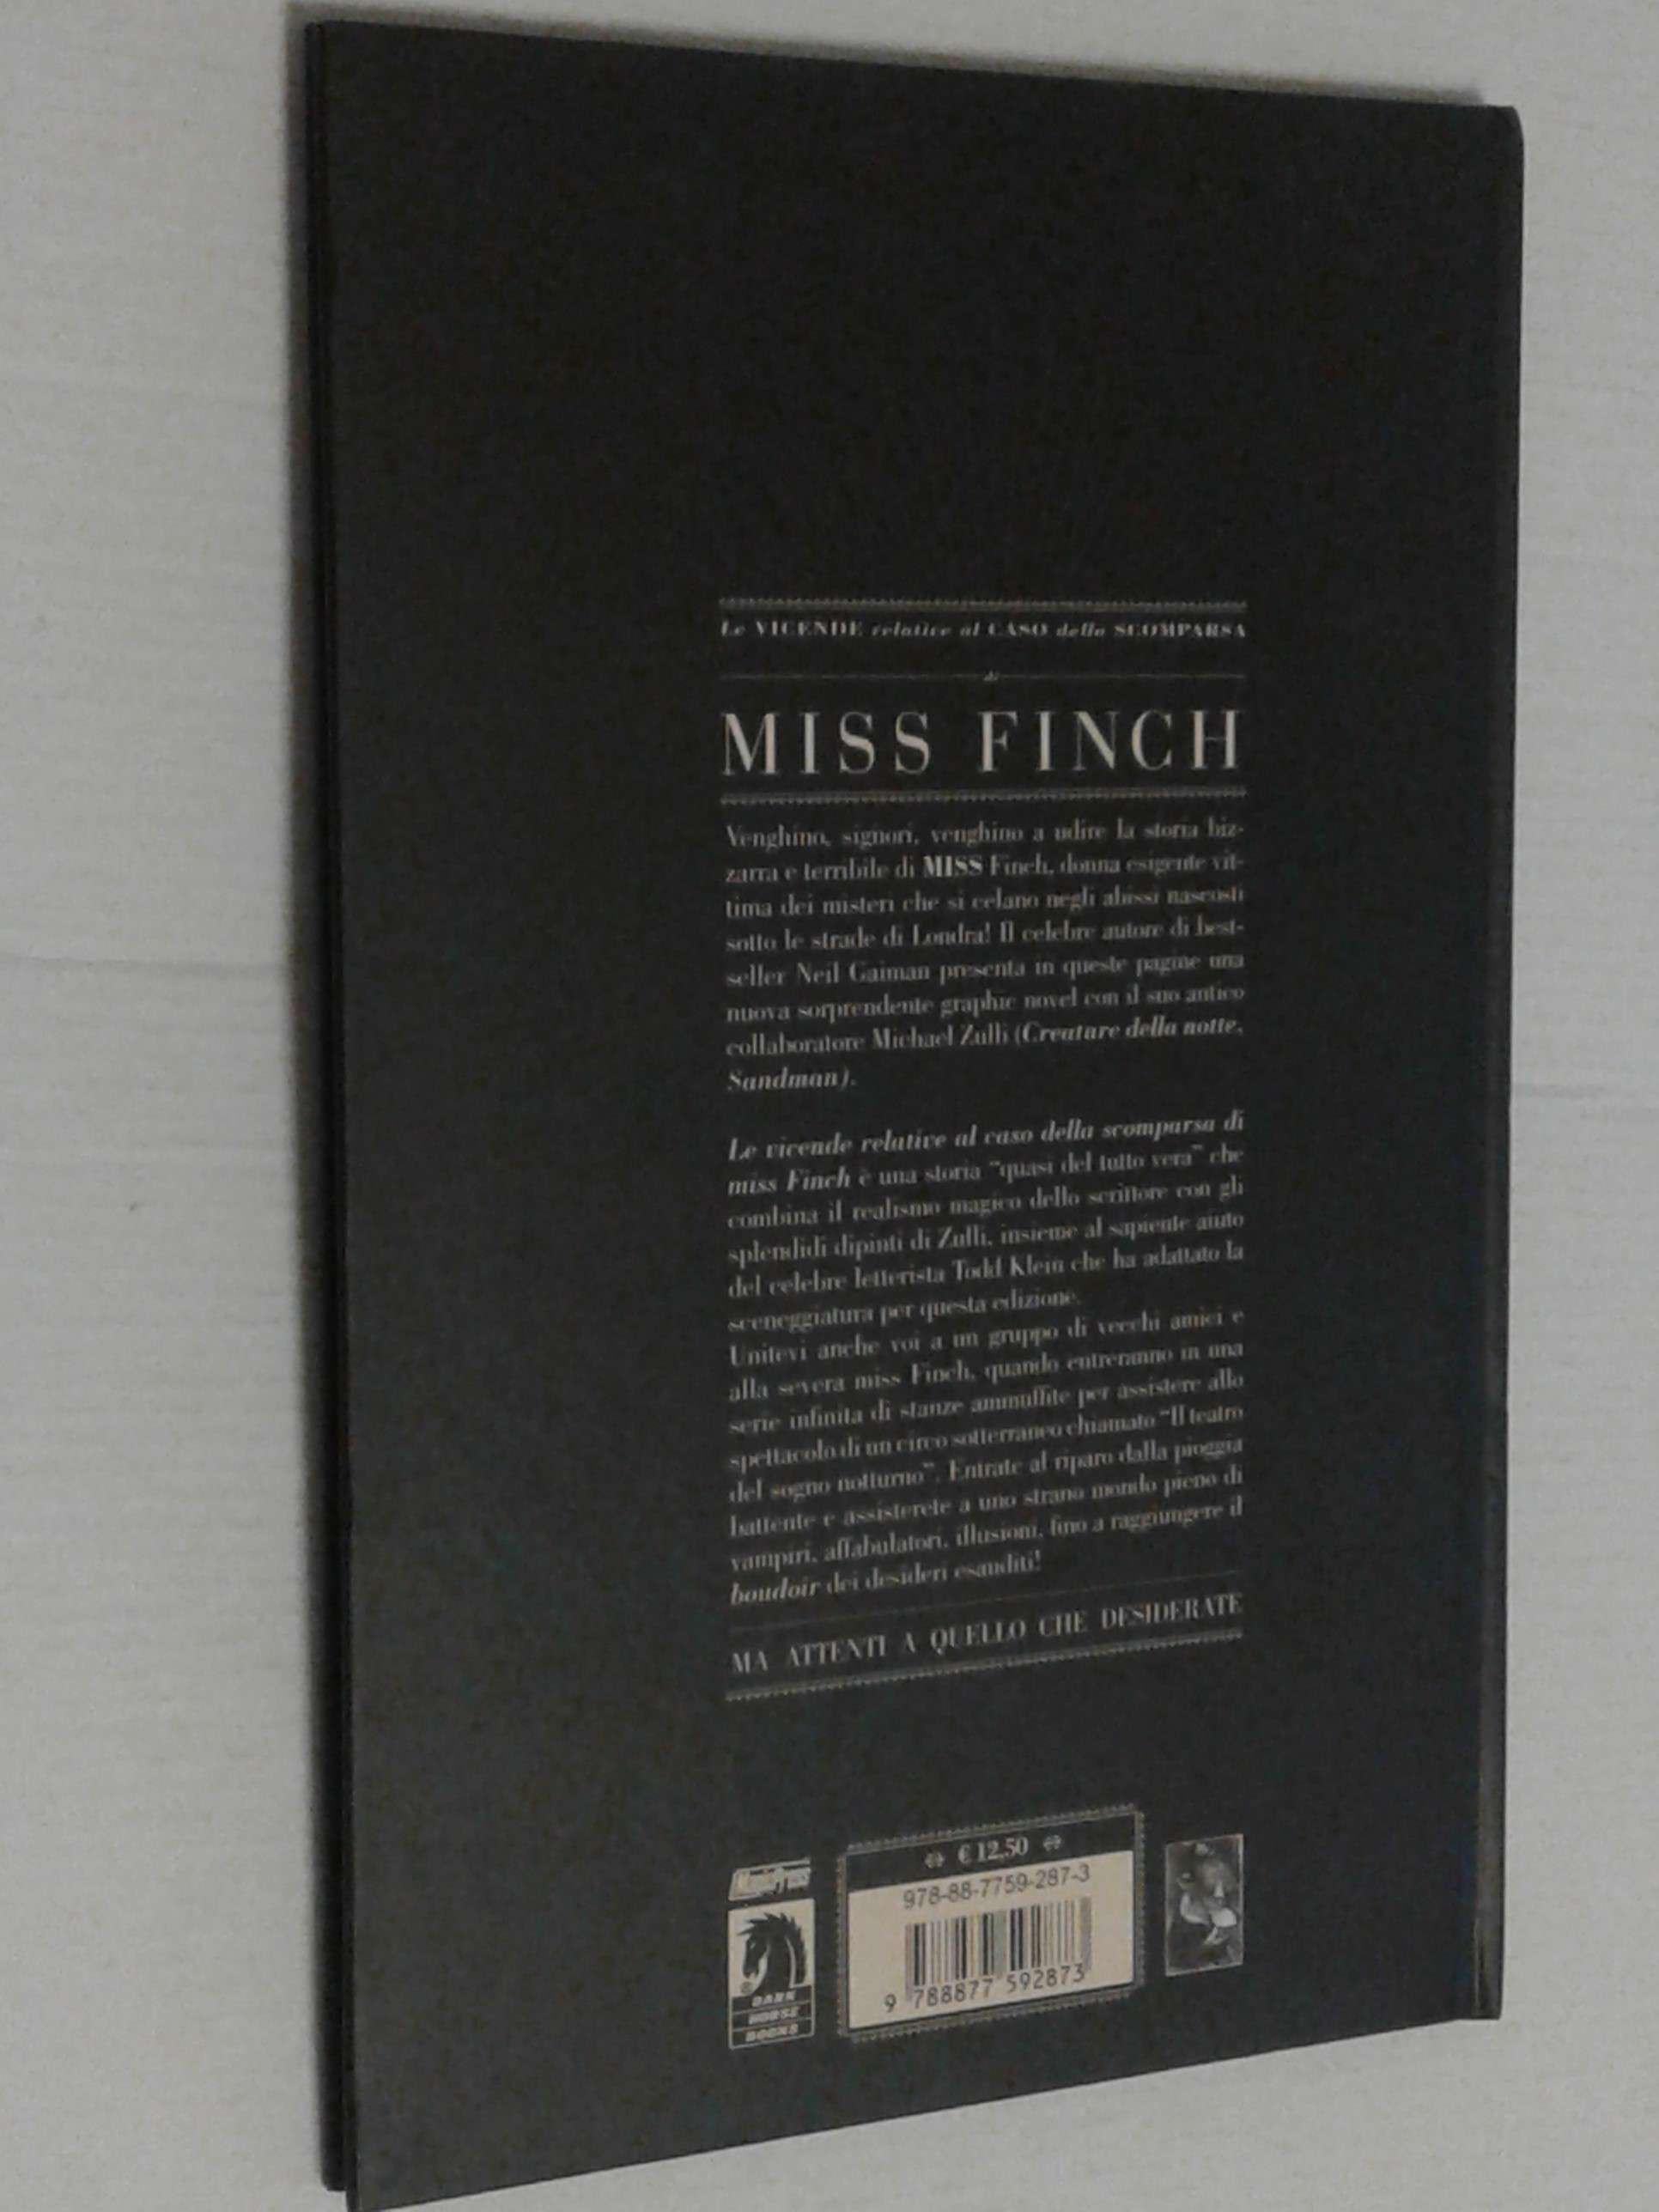 Le VICENDE relative al CASO della SCOMPARSA
di
MISS FINCH
Venghino, signori, venghino a udire la storia biz-
zarra e terribile di MISS Finch, donna esigente vit-
tima dei misteri che si celano negli abissi nascosti
sotto le strade di Londra! Il celebre autore di best-
seller Neil Gaiman presenta in queste pagine una
nuova sorprendente graphic novel con il suo antico
collaboratore Michael Zulli (Creature della notte,
Sandman).
Le vicende relative al caso della scomparsa di
miss Finch è una storia "quasi del tutto vera" che
combina il realismo magico dello scrittore con gli
splendidi dipinti di Zulli, insieme al sapiente aiuto
del celebre letterista Todd Klein che ha adattato la
sceneggiatura per questa edizione.
Unitevi anche voi a un gruppo di vecchi amici e
alla severa miss Finch, quando entreranno in una
serie infinita di stanze ammuffite per assistere allo
spettacolo di un circo sotterraneo chiamato "Il teatro
del sogno notturno". Entrate al riparo dalla pioggia
battente e assisterete a uno strano mondo pieno di
vampiri, affabulatori, illusioni, fino a raggiungere il
boudoir dei desideri esauditi!
MA ATTENTI A QUELLO CHE DESIDERATE
MagicPress
DARK
HORSE
BOOKS
€ 12,50
978-88-7759-287-3
9 788877 592873